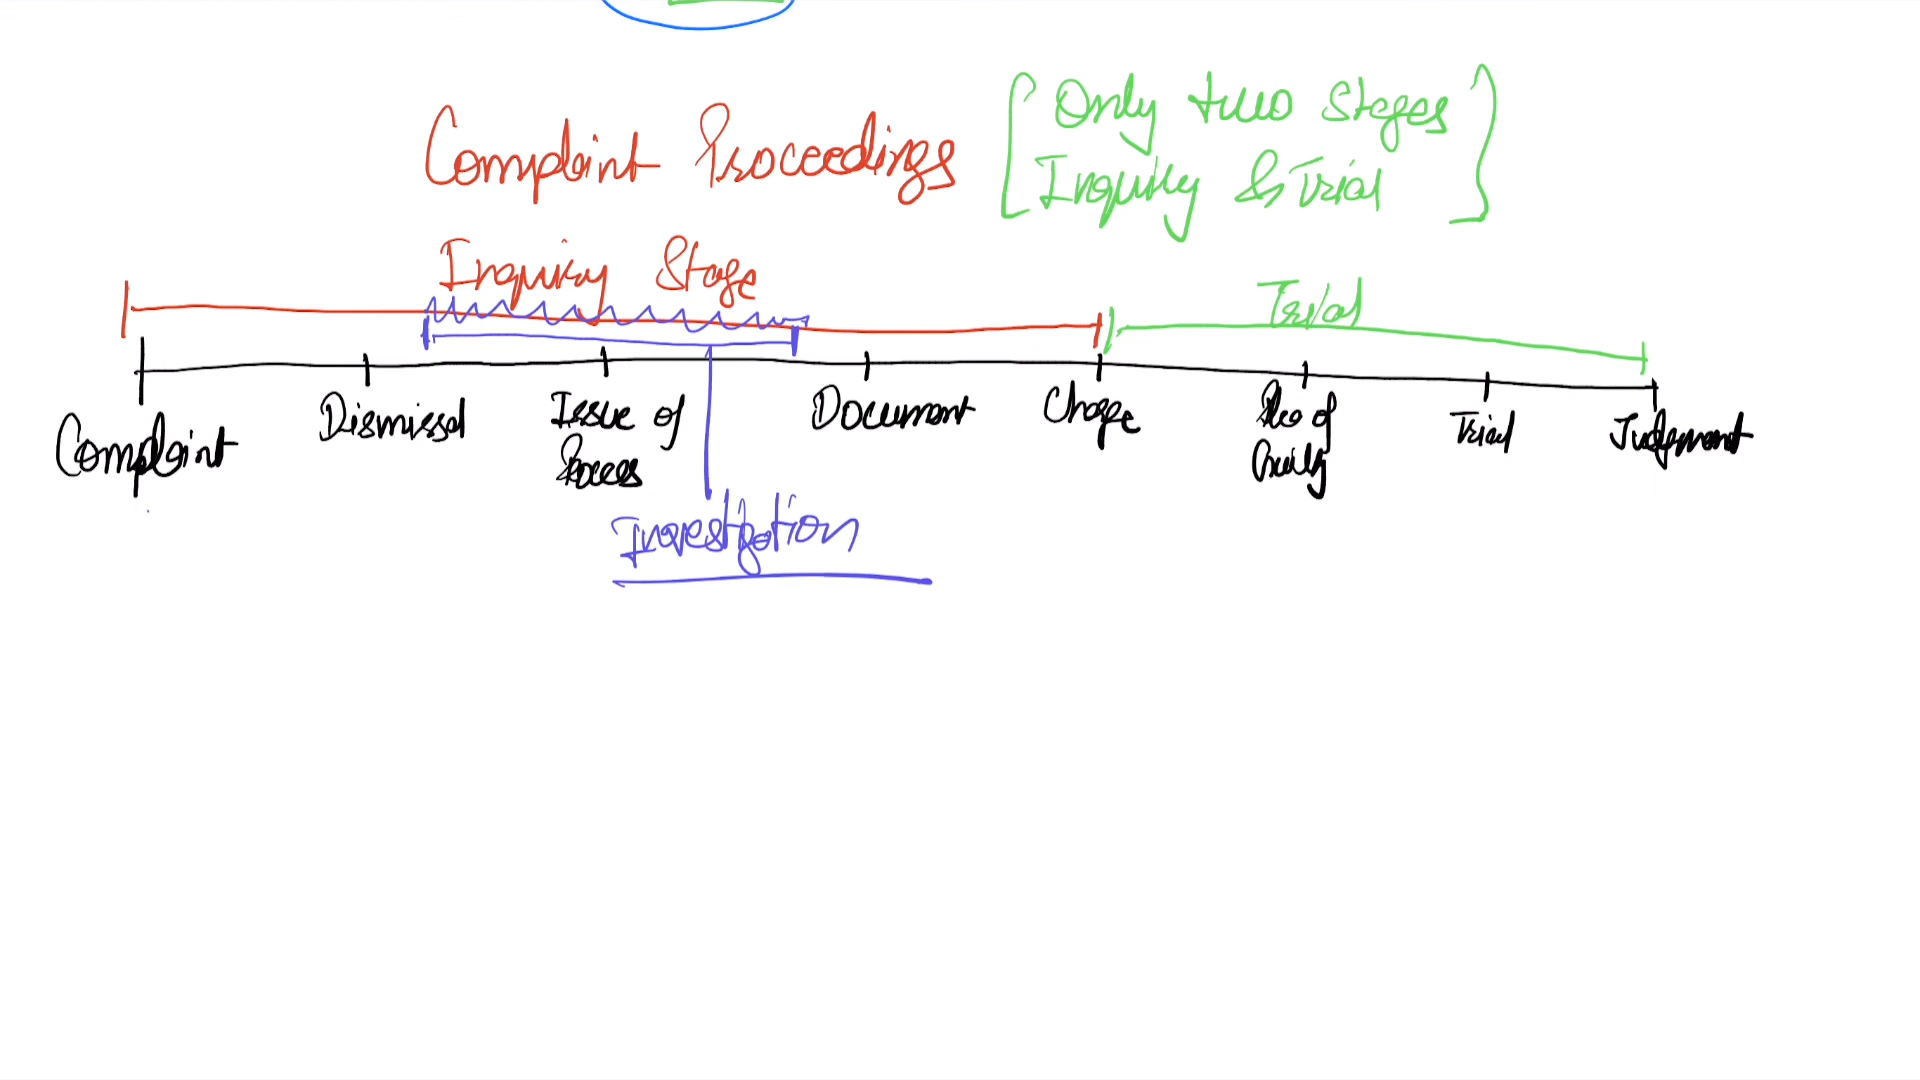 Complaint Proceedings
[Only two stages
Inquiry & Trial]
Inquiry Stage
Trial
Complaint
Dismissal
Issue of
Process
Document
Charge
Plea of
Guilty
Trial
Judgement
Investigation